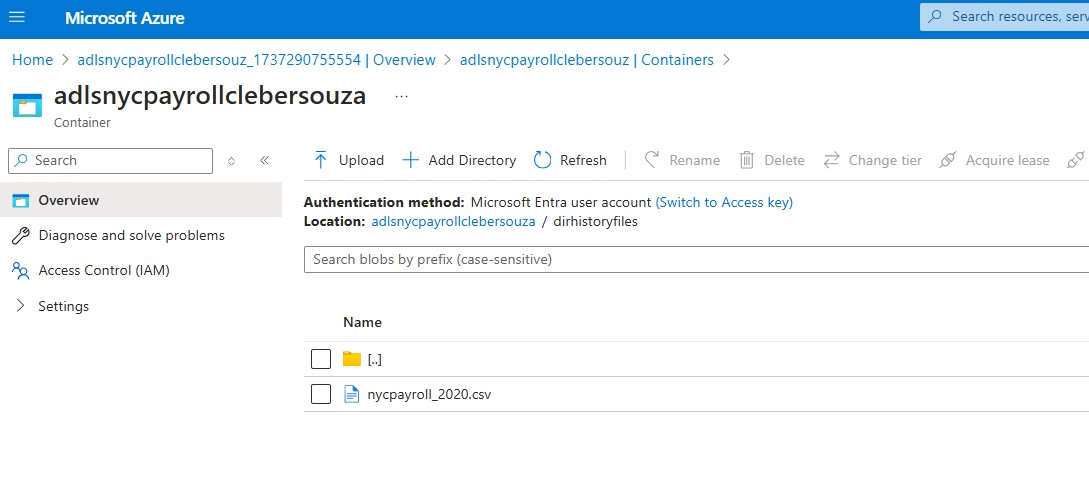 Microsoft Azure
Search resources, serv
Home > adlsnycpayrollclebersouz_1737290755554 | Overview > adlsnycpayrollclebersouz | Containers >
adlsnycpayrollclebersouza ...
Container
Search
Upload Add Directory Refresh Rename Delete Change tier Acquire lease
Overview
Authentication method: Microsoft Entra user account (Switch to Access key)
Location: adlsnycpayrollclebersouza / dirhistoryfiles
Diagnose and solve problems
Search blobs by prefix (case-sensitive)
Access Control (IAM)
Settings
Name
[..]
nycpayroll_2020.csv